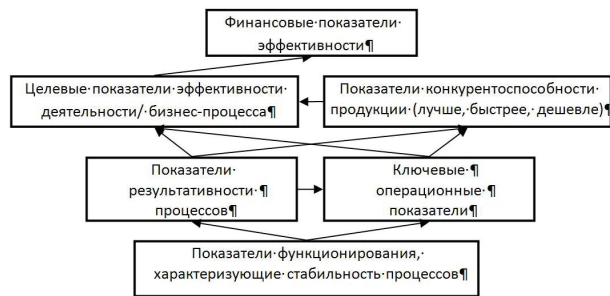 Финансовые показатели
эффективности¶
Целевые показатели эффективности
деятельности/ бизнес-процесса¶
Показатели конкурентоспособности
продукции (лучше, быстрее, дешевле)¶
Показатели
результативности ¶
процессов¶
Ключевые ¶
операционные ¶
показатели¶
Показатели функционирования,
характеризующие стабильность процессов¶